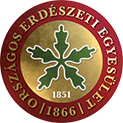 ORSZÁGOS ERDÉSZETI EGYESÜLET
1851
|1866|